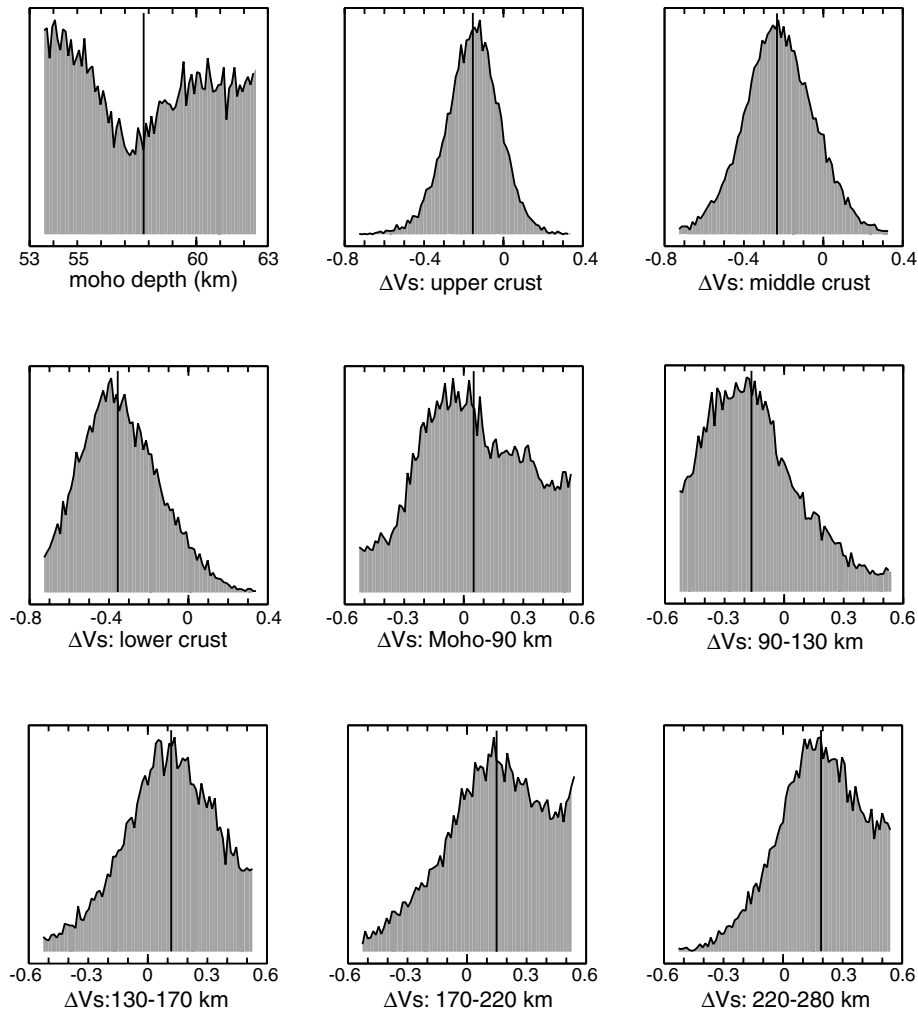 53 55 60 63
moho depth (km)
-0.8 -0.4 0 0.4
ΔVs: upper crust
-0.8 -0.4 0 0.4
ΔVs: middle crust
-0.8 -0.4 0 0.4
ΔVs: lower crust
-0.6 -0.3 0 0.3 0.6
ΔVs: Moho-90 km
-0.6 -0.3 0 0.3 0.6
ΔVs: 90-130 km
-0.6 -0.3 0 0.3 0.6
ΔVs:130-170 km
-0.6 -0.3 0 0.3 0.6
ΔVs: 170-220 km
-0.6 -0.3 0 0.3 0.6
ΔVs: 220-280 km